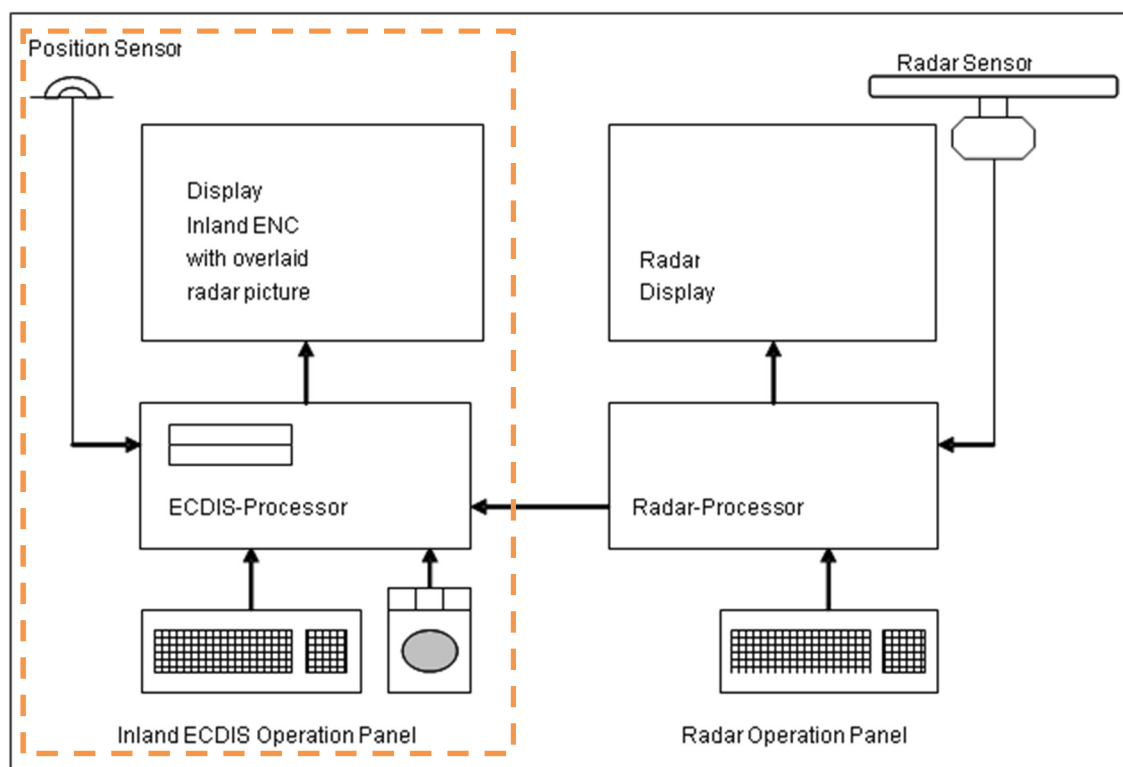 Position Sensor
Radar Sensor
Display
Inland ENC
with overlaid
radar picture
Radar
Display
ECDIS-Processor
Radar-Processor
Inland ECDIS Operation Panel
Radar Operation Panel